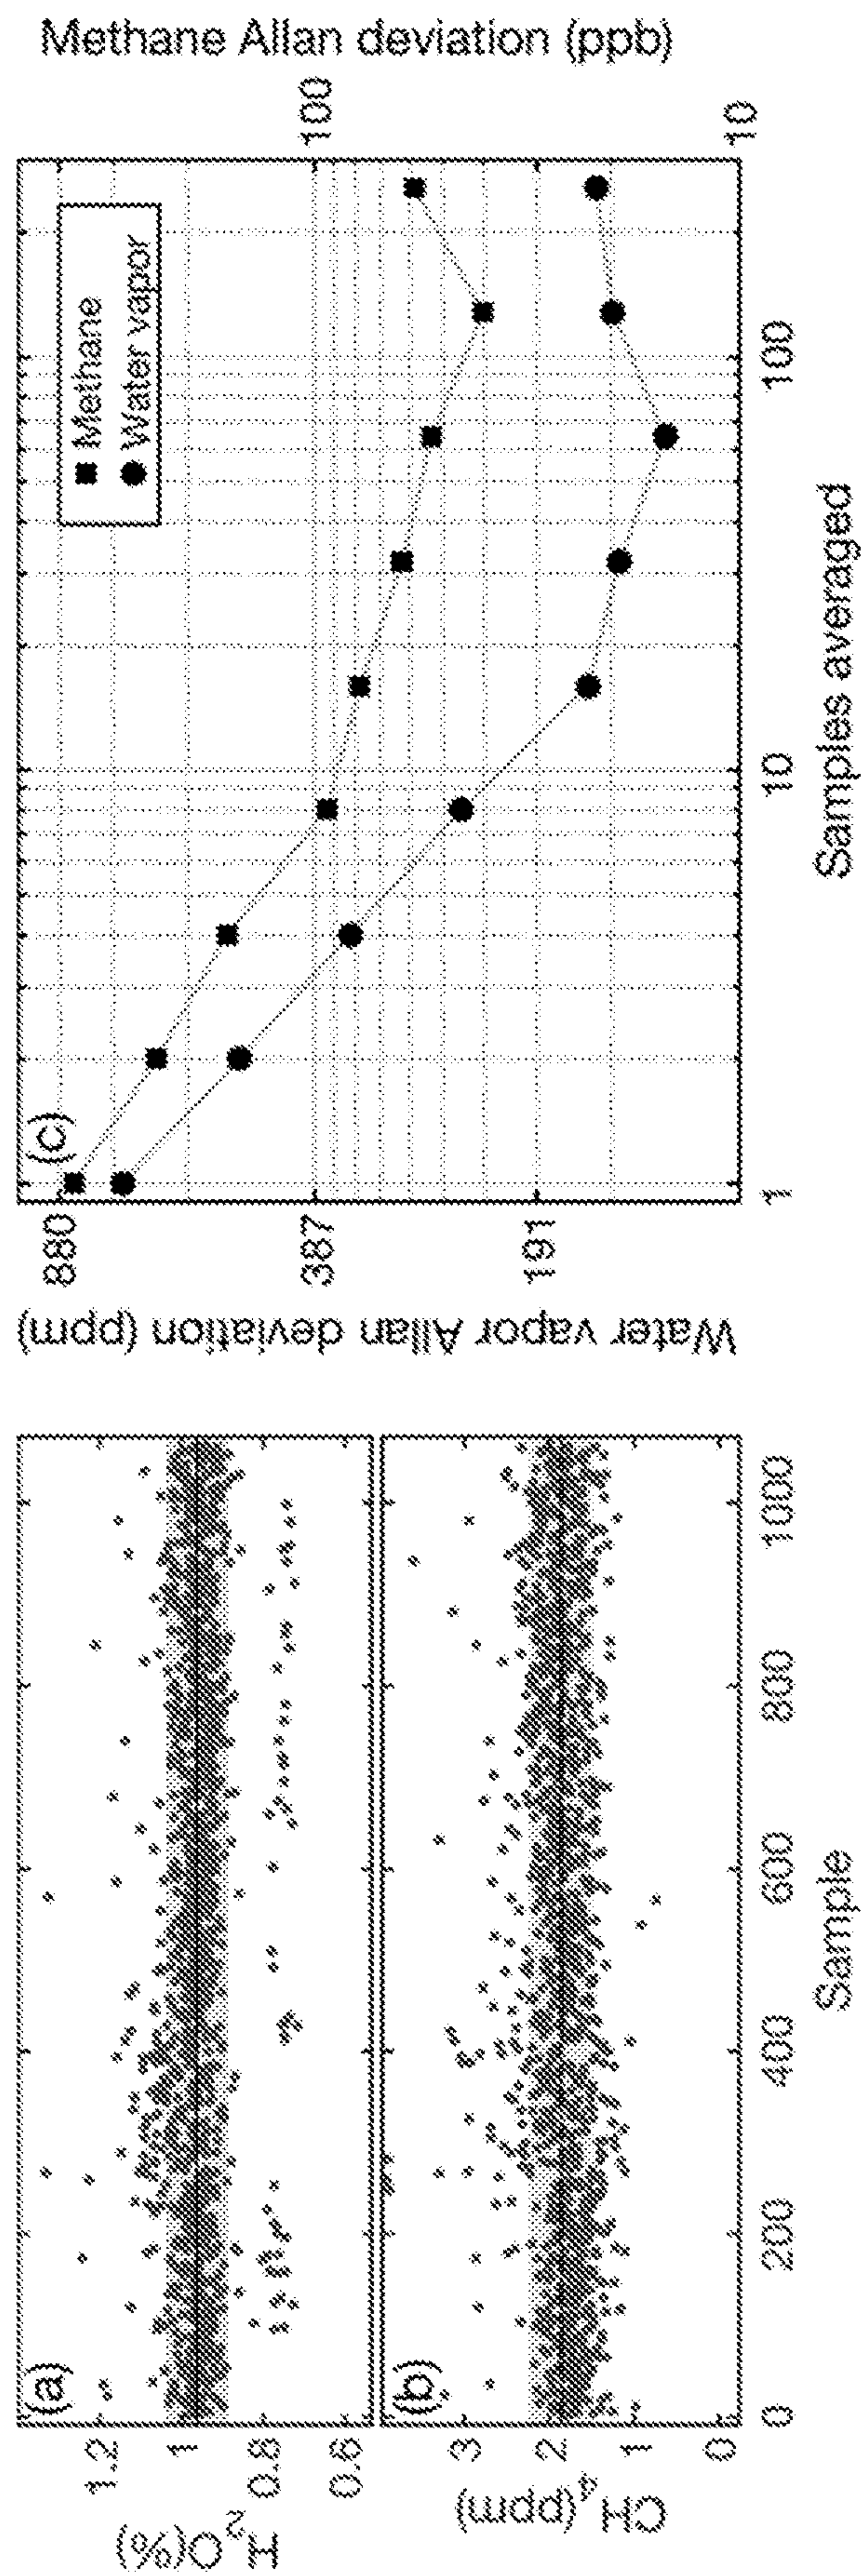 (a)
H2O(%)
1.2
1
0.8
0.6
(b)
CH4(ppm)
3
2
1
0
0
200
400
600
800
1000
Sample
(c)
Water vapor Allan deviation (ppm)
880
387
191
Methane
Water vapor
Methane Allan deviation (ppb)
100
10
1
10
100
Samples averaged